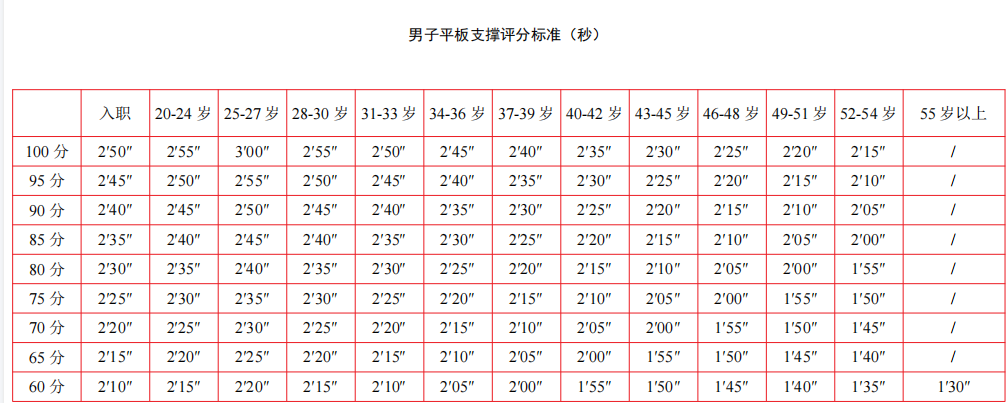 男子平板支撑评分标准（秒）
入职 20-24 岁 25-27 岁 28-30 岁 31-33 岁 34-36 岁 37-39 岁 40-42 岁 43-45 岁 46-48 岁 49-51 岁 52-54 岁 55 岁以上
100 分 2′50″ 2′55″ 3′00″ 2′55″ 2′50″ 2′45″ 2′40″ 2′35″ 2′30″ 2′25″ 2′20″ 2′15″ /
95 分 2′45″ 2′50″ 2′55″ 2′50″ 2′45″ 2′40″ 2′35″ 2′30″ 2′25″ 2′20″ 2′15″ 2′10″ /
90 分 2′40″ 2′45″ 2′50″ 2′45″ 2′40″ 2′35″ 2′30″ 2′25″ 2′20″ 2′15″ 2′10″ 2′05″ /
85 分 2′35″ 2′40″ 2′45″ 2′40″ 2′35″ 2′30″ 2′25″ 2′20″ 2′15″ 2′10″ 2′05″ 2′00″ /
80 分 2′30″ 2′35″ 2′40″ 2′35″ 2′30″ 2′25″ 2′20″ 2′15″ 2′10″ 2′05″ 2′00″ 1′55″ /
75 分 2′25″ 2′30″ 2′35″ 2′30″ 2′25″ 2′20″ 2′15″ 2′10″ 2′05″ 2′00″ 1′55″ 1′50″ /
70 分 2′20″ 2′25″ 2′30″ 2′25″ 2′20″ 2′15″ 2′10″ 2′05″ 2′00″ 1′55″ 1′50″ 1′45″ /
65 分 2′15″ 2′20″ 2′25″ 2′20″ 2′15″ 2′10″ 2′05″ 2′00″ 1′55″ 1′50″ 1′45″ 1′40″ /
60 分 2′10″ 2′15″ 2′20″ 2′15″ 2′10″ 2′05″ 2′00″ 1′55″ 1′50″ 1′45″ 1′40″ 1′35″ 1′30″